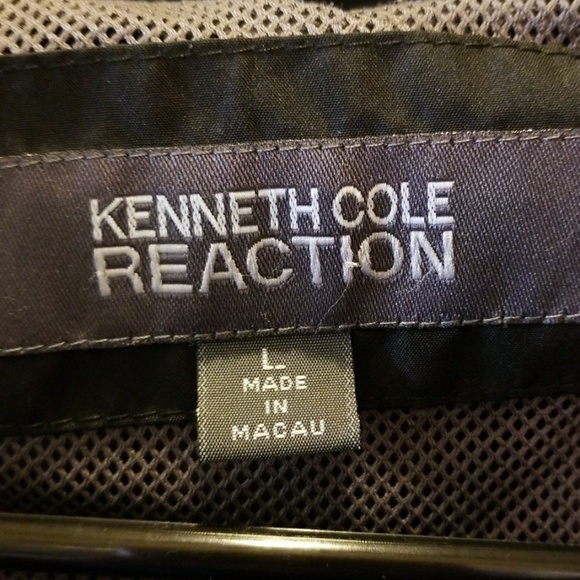 KENNETH COLE
REACTION
L
MADE
IN
MACAU